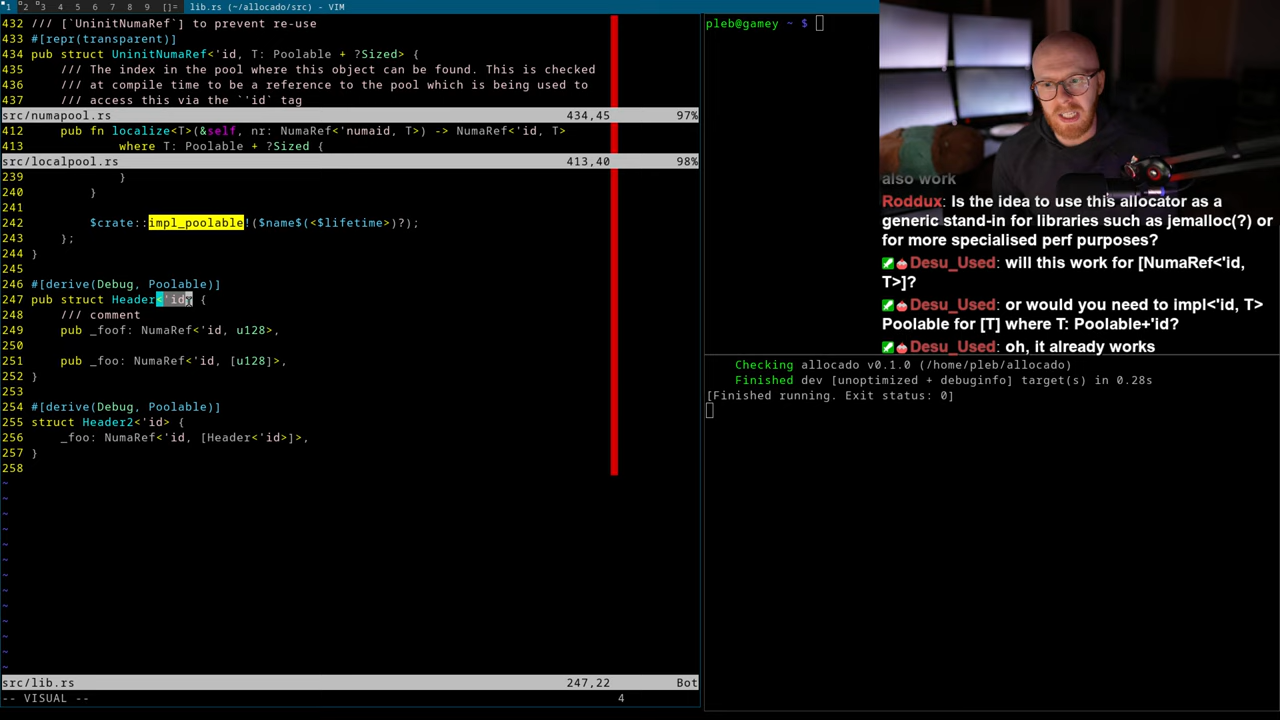 1 2 3 4 5 6 7 8 9 []= lib.rs (~/allocado/src) - VIM
432 /// [`UninitNumaRef`] to prevent re-use
433 #[repr(transparent)]
434 pub struct UninitNumaRef<'id, T: Poolable + ?Sized> {
435     /// The index in the pool where this object can be found. This is checked
436     /// at compile time to be a reference to the pool which is being used to
437     /// access this via the `'id` tag
src/numapool.rs 434,45 97%
412     pub fn localize<T>(&self, nr: NumaRef<'numaid, T>) -> NumaRef<'id, T>
413             where T: Poolable + ?Sized {
src/localpool.rs 413,40 98%
239             }
240         }
241
242         $crate::impl_poolable!($name$(<$lifetime>)?);
243     };
244 }
245
246 #[derive(Debug, Poolable)]
247 pub struct Header<'id> {
248     /// comment
249     pub _foof: NumaRef<'id, u128>,
250
251     pub _foo: NumaRef<'id, [u128]>,
252 }
253
254 #[derive(Debug, Poolable)]
255 struct Header2<'id> {
256     _foo: NumaRef<'id, [Header<'id>]>,
257 }
258
~
~
~
~
~
~
~
~
~
~
~
~
~
src/lib.rs 247,22 Bot
-- VISUAL -- 4
pleb@gamey ~ $
Checking allocado v0.1.0 (/home/pleb/allocado)
Finished dev [unoptimized + debuginfo] target(s) in 0.28s
[Finished running. Exit status: 0]
also work
Roddux: Is the idea to use this allocator as a
generic stand-in for libraries such as jemalloc(?) or
for more specialised perf purposes?
Desu_Used: will this work for [NumaRef<'id,
T>]?
Desu_Used: or would you need to impl<'id, T>
Poolable for [T] where T: Poolable+'id?
Desu_Used: oh, it already works